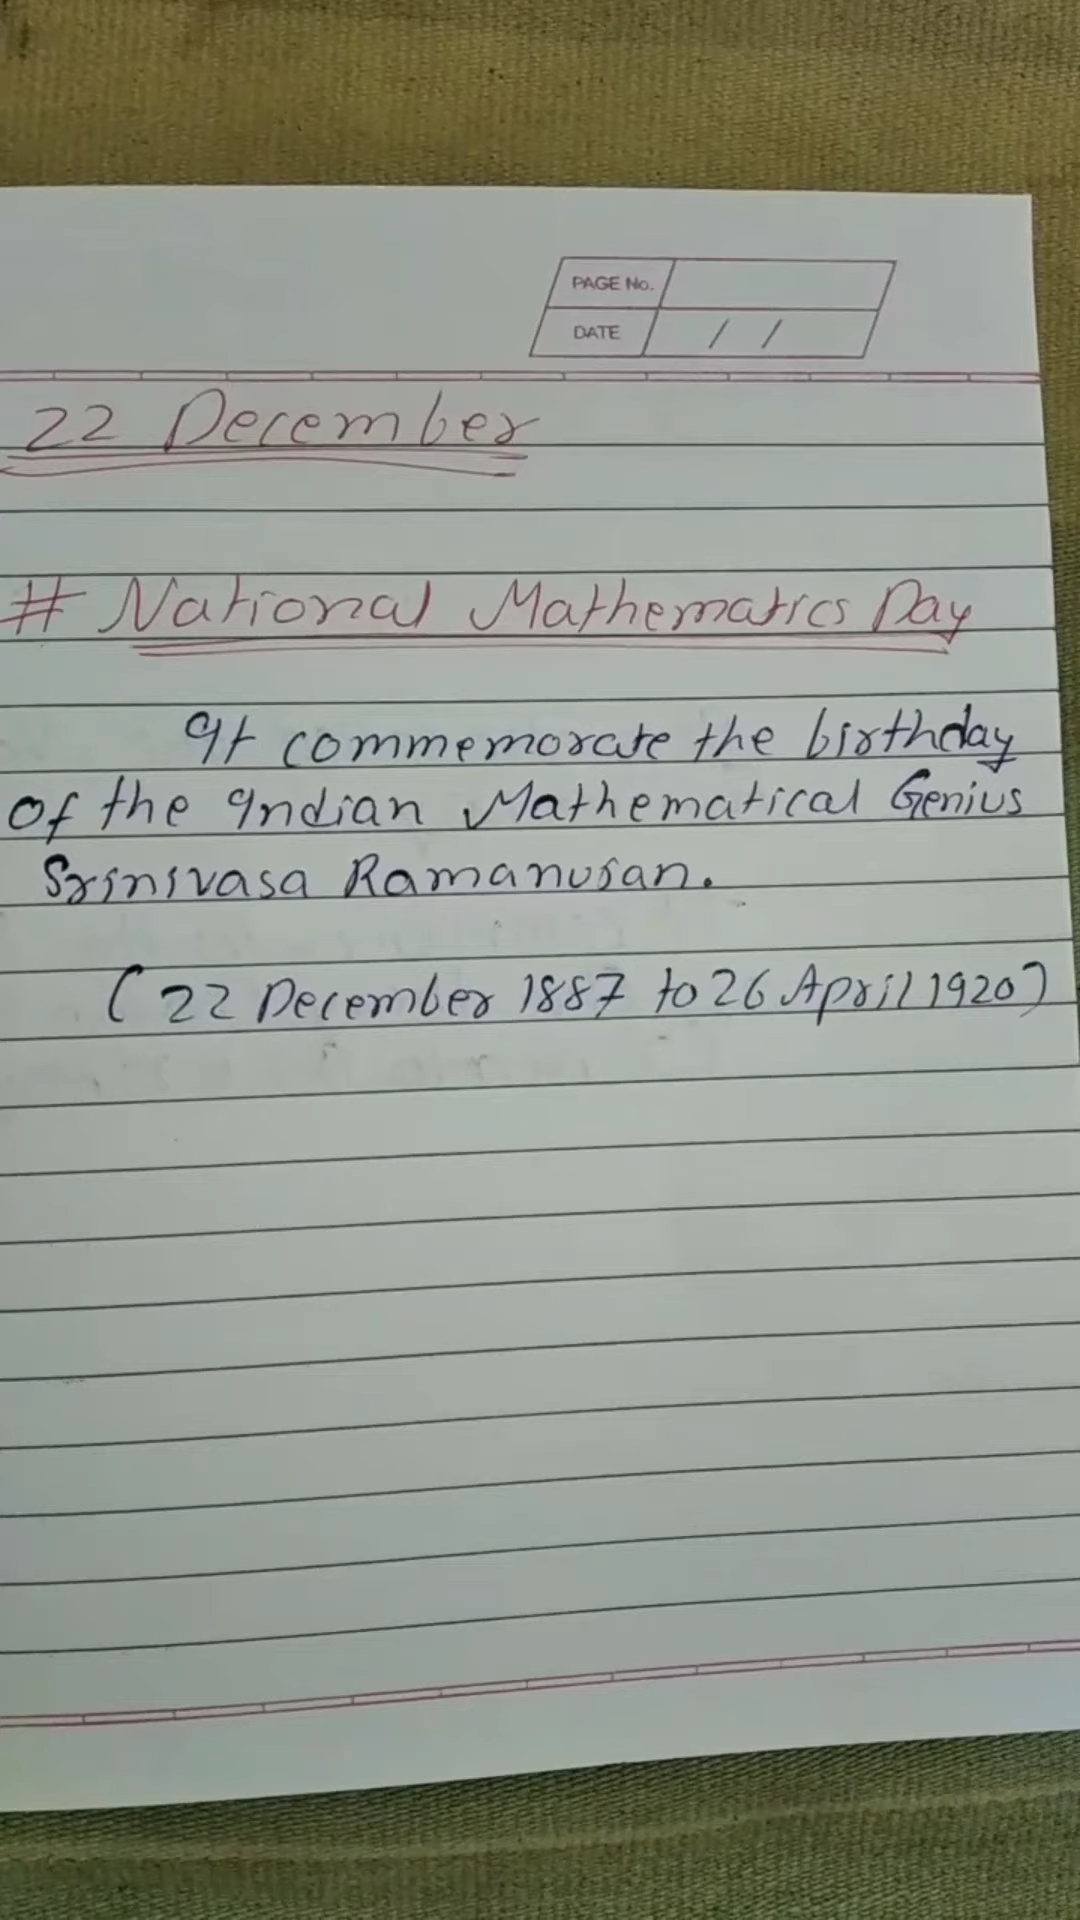 PAGE No.
DATE / /
22 December
# National Mathematics Day
It commemorate the birthday
of the Indian Mathematical Genius
Srinivasa Ramanujan.
(22 December 1887 to 26 April 1920)